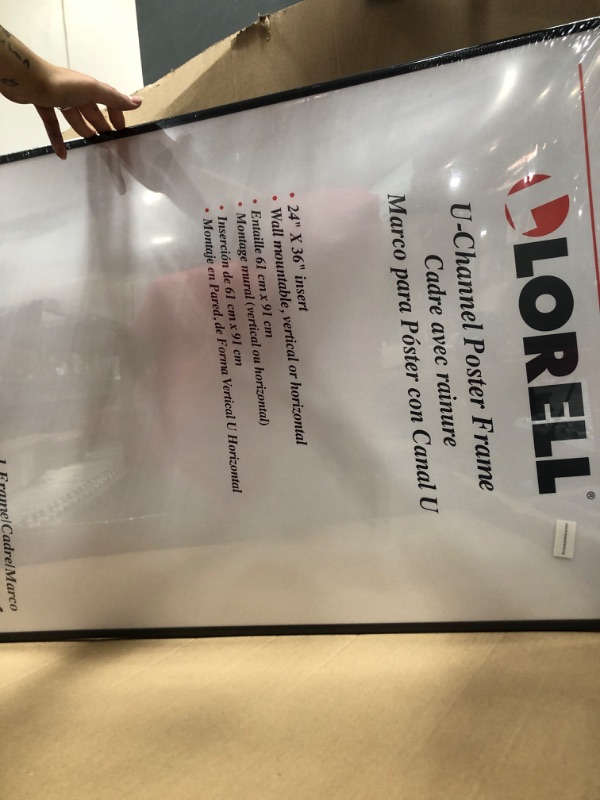 LORELL®
U-Channel Poster Frame
Cadre avec rainure
Marco para Póster con Canal U
• 24" X 36" insert
• Wall mountable, vertical or horizontal
• Entaille 61 cm x 91 cm
• Montage mural (vertical ou horizontal)
• Inserción de 61 cm x 91 cm
• Montaje en Pared, de Forma Vertical U Horizontal
1 Frame/Cadre/Marco